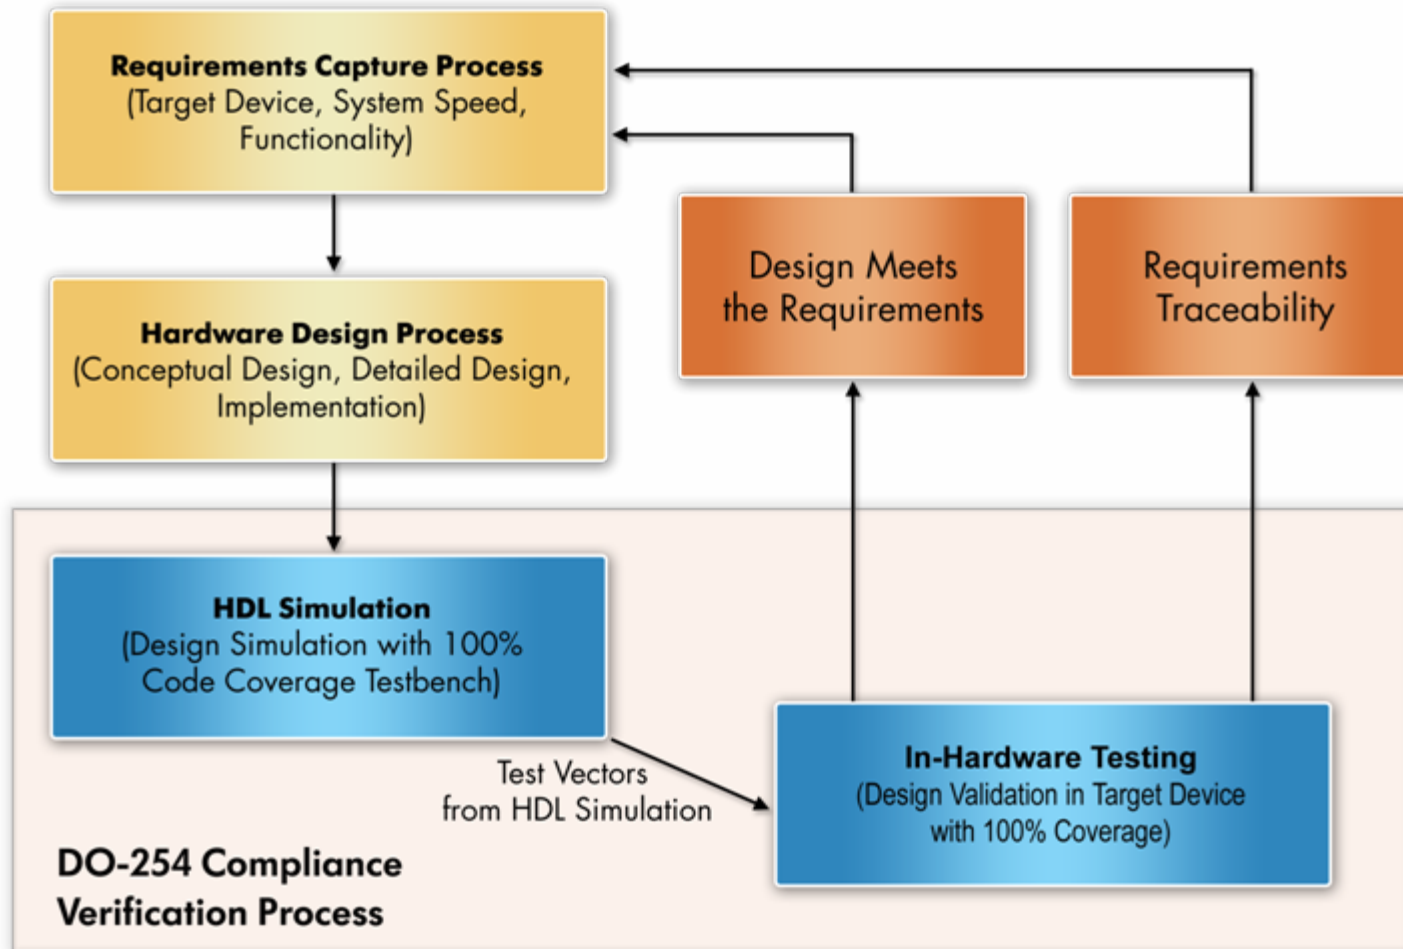 Requirements Capture Process
(Target Device, System Speed,
Functionality)
Design Meets
the Requirements
Requirements
Traceability
Hardware Design Process
(Conceptual Design, Detailed Design,
Implementation)
HDL Simulation
(Design Simulation with 100%
Code Coverage Testbench)
Test Vectors
from HDL Simulation
In-Hardware Testing
(Design Validation in Target Device
with 100% Coverage)
DO-254 Compliance
Verification Process